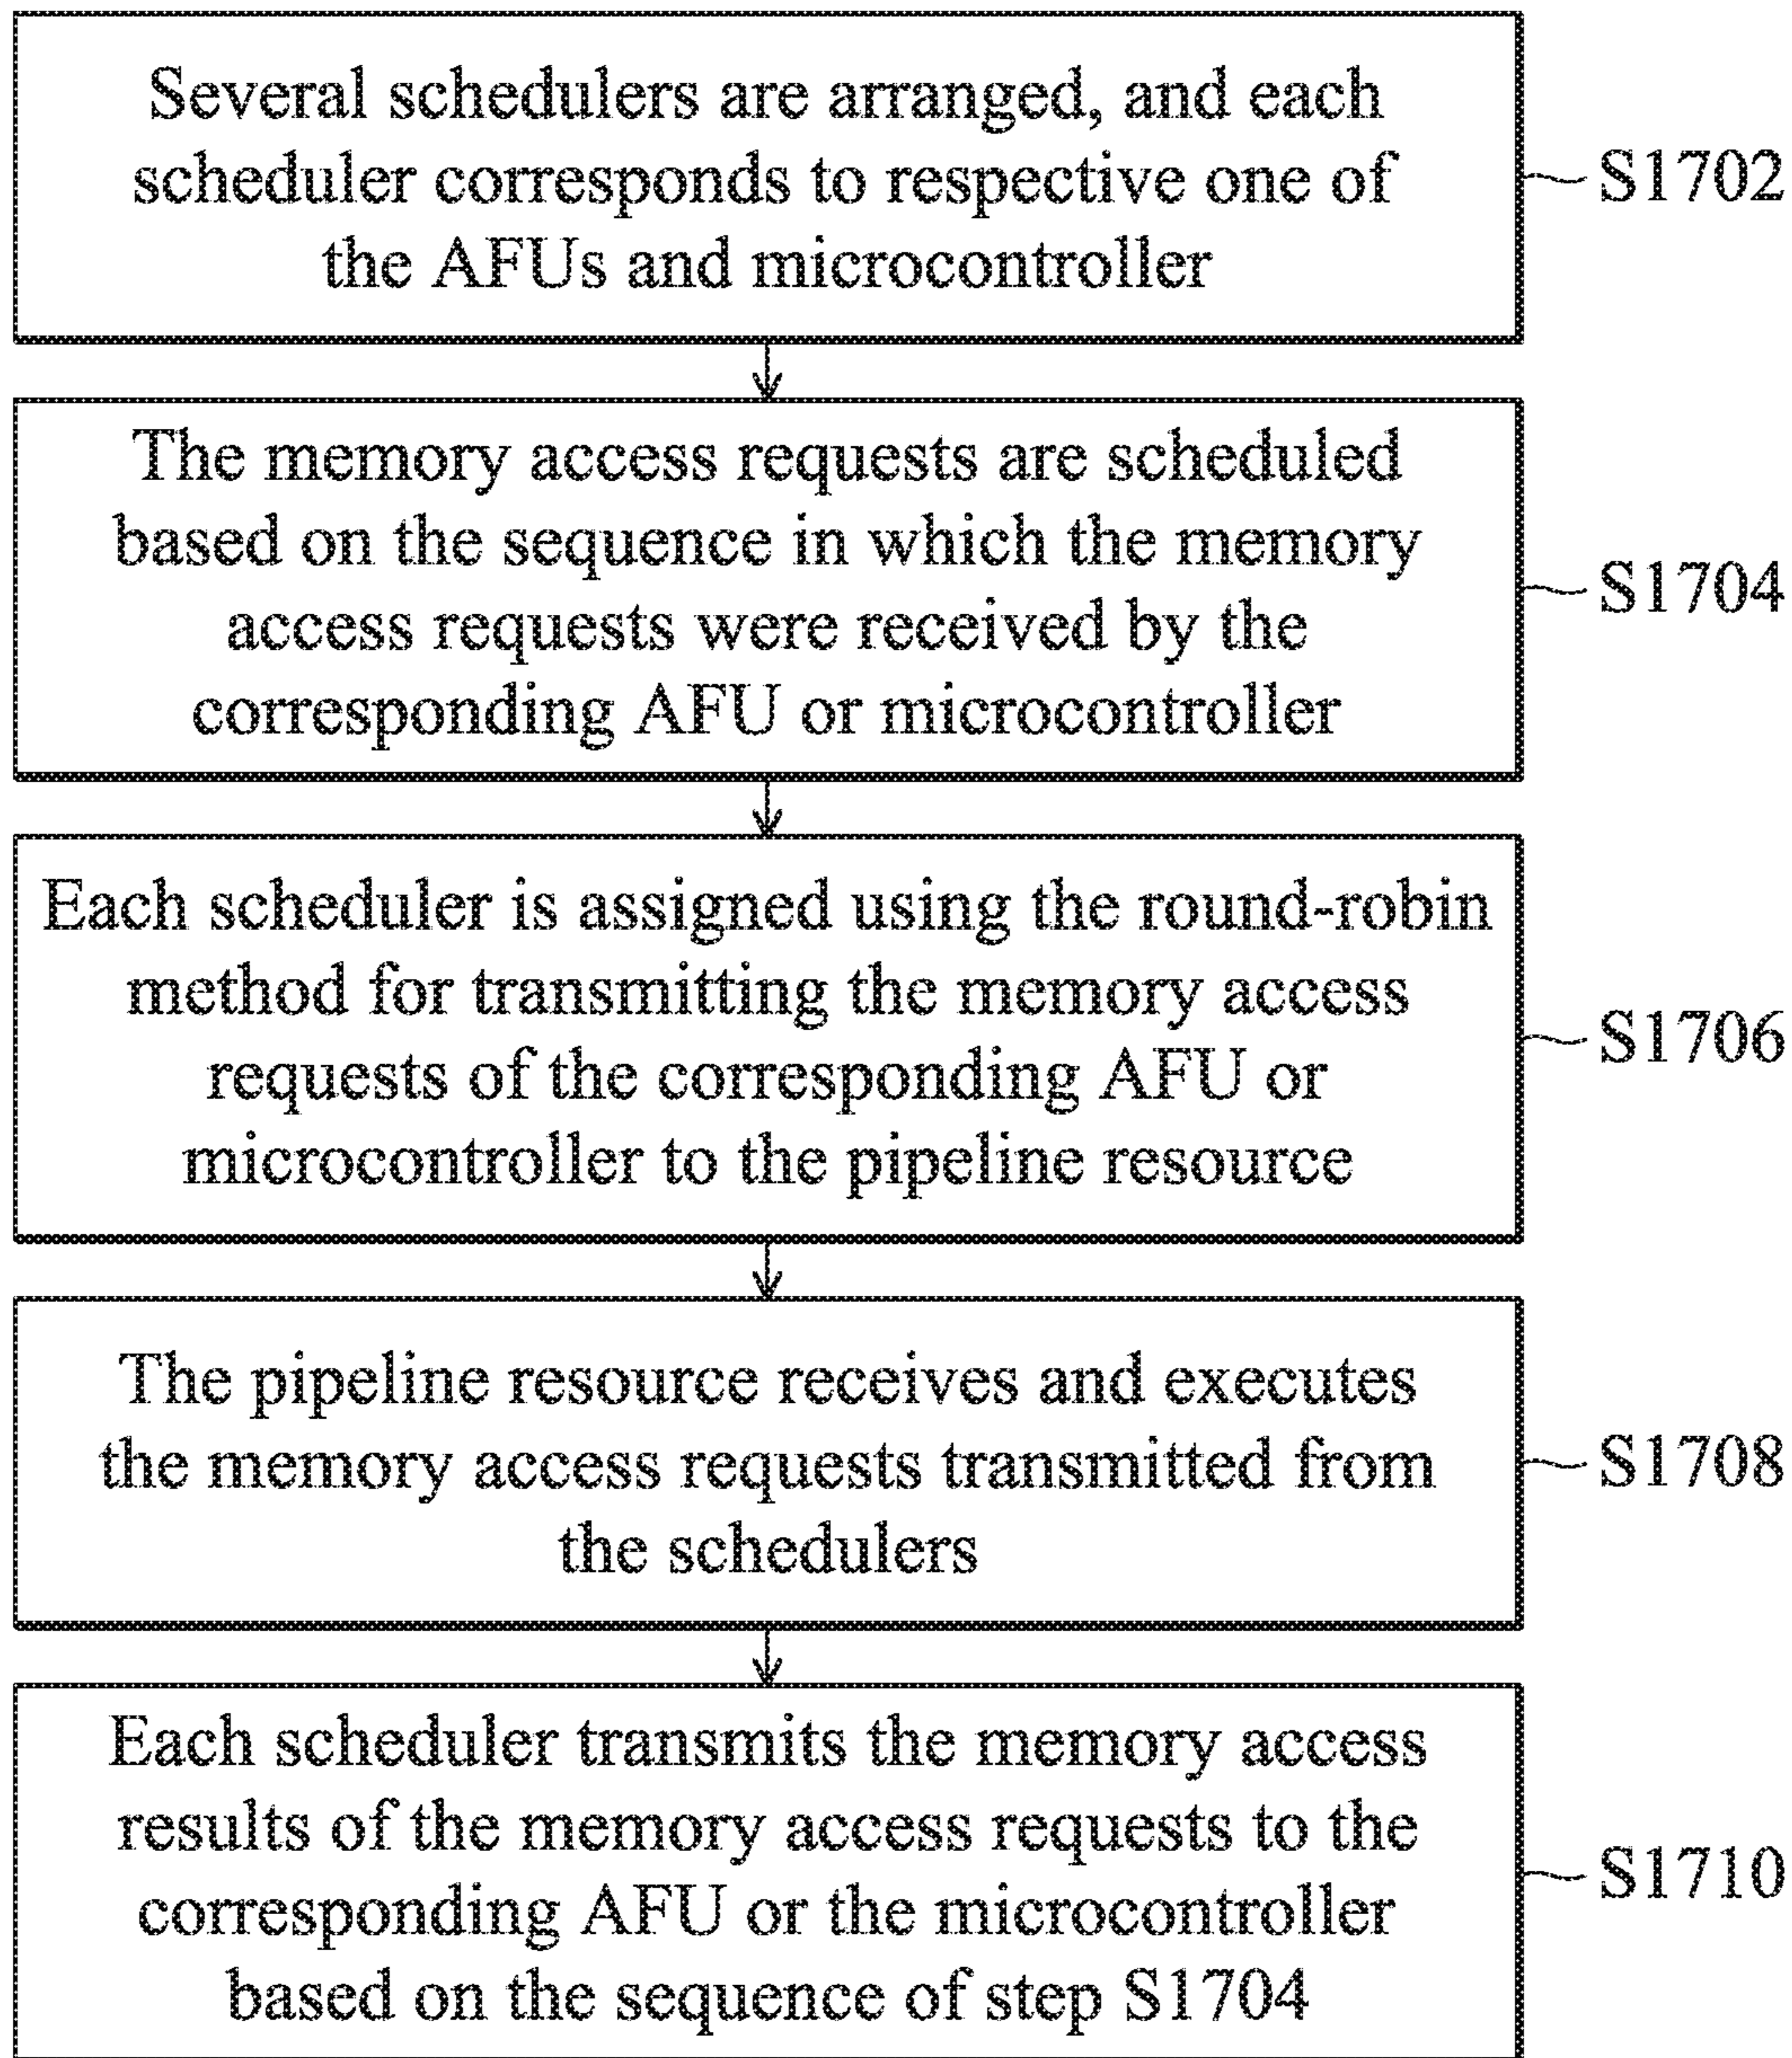 Several schedulers are arranged, and each
scheduler corresponds to respective one of
the AFUs and microcontroller
S1702
The memory access requests are scheduled
based on the sequence in which the memory
access requests were received by the
corresponding AFU or microcontroller
S1704
Each scheduler is assigned using the round-robin
method for transmitting the memory access
requests of the corresponding AFU or
microcontroller to the pipeline resource
S1706
The pipeline resource receives and executes
the memory access requests transmitted from
the schedulers
S1708
Each scheduler transmits the memory access
results of the memory access requests to the
corresponding AFU or the microcontroller
based on the sequence of step S1704
S1710